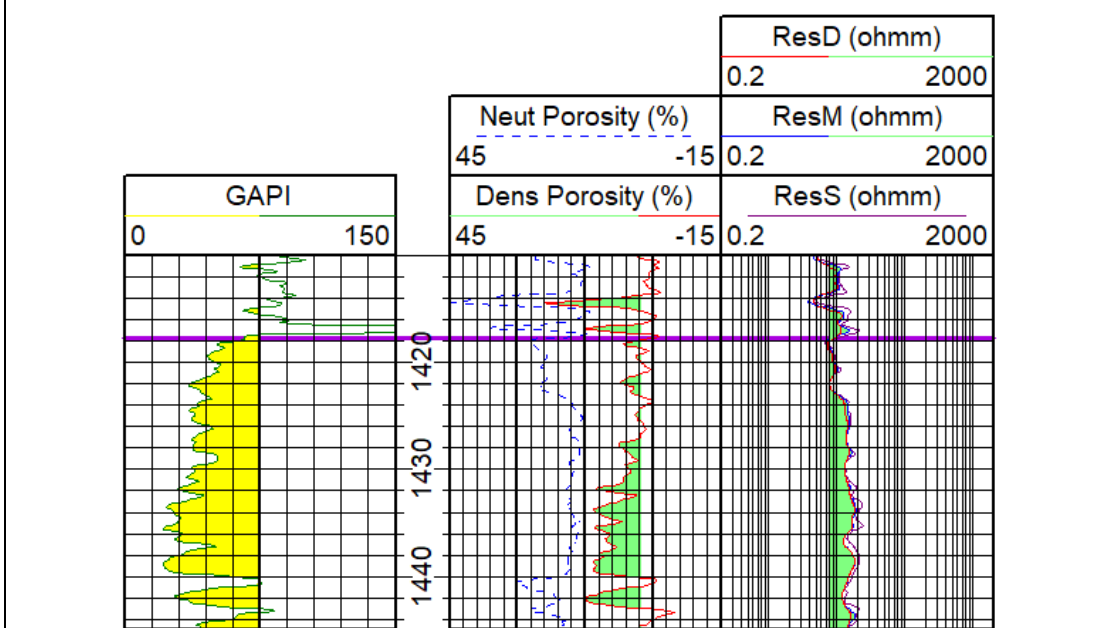 ResD (ohmm)
0.2 2000
Neut Porosity (%)
45 -15
ResM (ohmm)
0.2 2000
GAPI
0 150
Dens Porosity (%)
45 -15
ResS (ohmm)
0.2 2000
1420
1430
1440